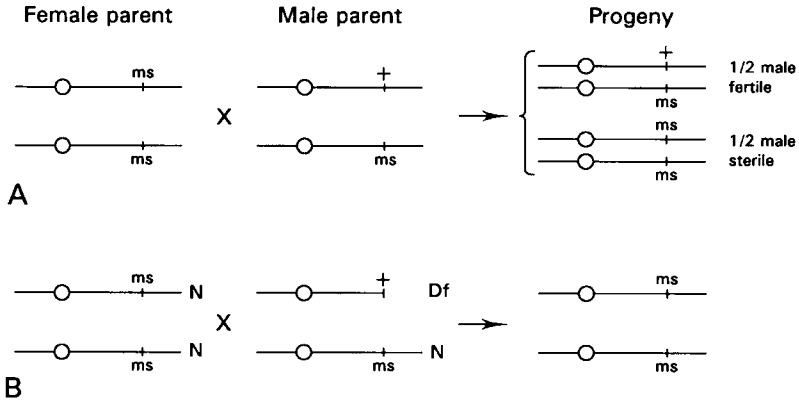 Female parent
Male parent
Progeny
ms
ms
X
+
ms
+
ms
1/2 male
fertile
ms
ms
1/2 male
sterile
A
ms
N
ms
N
X
+
Df
ms
N
ms
ms
B